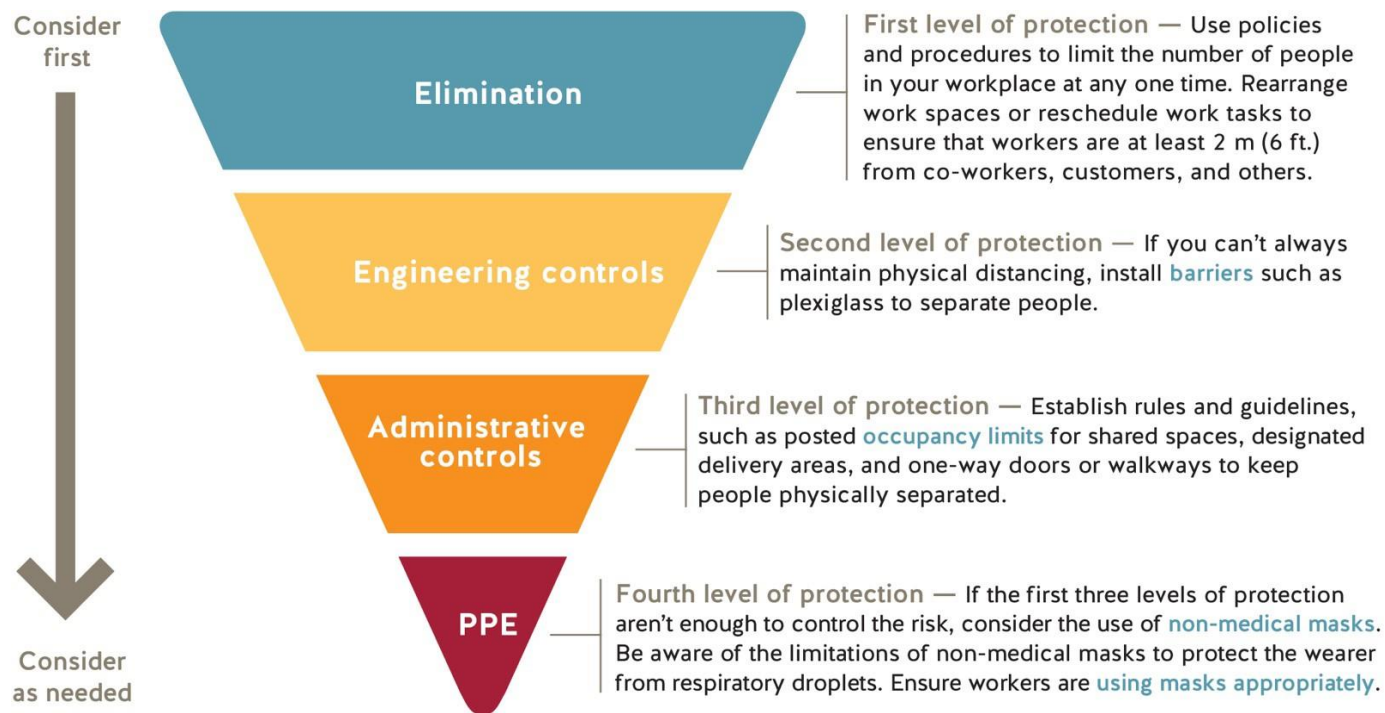 Consider
first
Elimination
First level of protection — Use policies
and procedures to limit the number of people
in your workplace at any one time. Rearrange
work spaces or reschedule work tasks to
ensure that workers are at least 2 m (6 ft.)
from co-workers, customers, and others.
Engineering controls
Second level of protection — If you can’t always
maintain physical distancing, install barriers such as
plexiglass to separate people.
Administrative
controls
Third level of protection — Establish rules and guidelines,
such as posted occupancy limits for shared spaces, designated
delivery areas, and one-way doors or walkways to keep
people physically separated.
PPE
Fourth level of protection — If the first three levels of protection
aren’t enough to control the risk, consider the use of non-medical masks.
Be aware of the limitations of non-medical masks to protect the wearer
from respiratory droplets. Ensure workers are using masks appropriately.
Consider
as needed